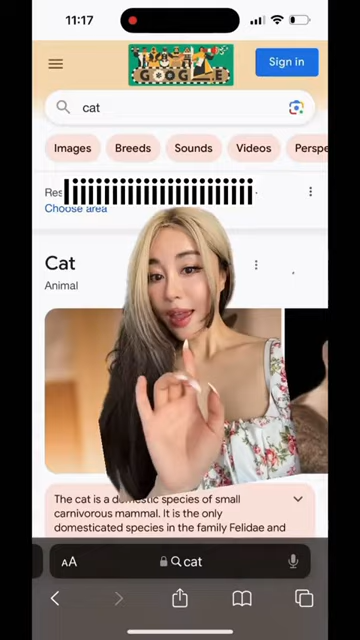 11:17
GOOGLE
Sign in
cat
Images
Breeds
Sounds
Videos
Choose area
Cat
Animal
The cat is a domestic species of small
carnivorous mammal. It is the only
domesticated species in the family Felidae and
AA
cat